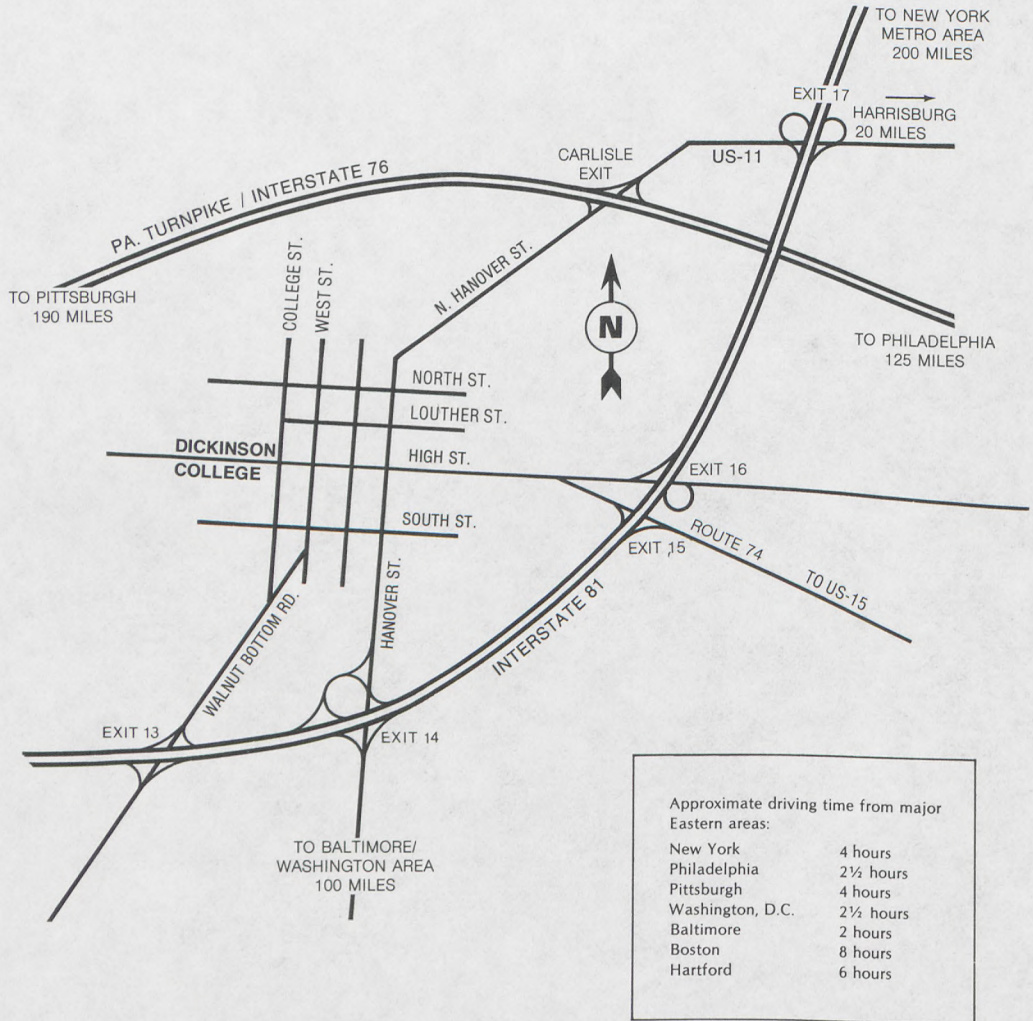 TO NEW YORK
METRO AREA
200 MILES
EXIT 17
HARRISBURG
20 MILES
US-11
CARLISLE
EXIT
PA. TURNPIKE / INTERSTATE 76
TO PITTSBURGH
190 MILES
COLLEGE ST.
WEST ST.
N. HANOVER ST.
N
TO PHILADELPHIA
125 MILES
NORTH ST.
LOUTHER ST.
DICKINSON
COLLEGE
HIGH ST.
EXIT 16
SOUTH ST.
EXIT 15
ROUTE 74
TO US-15
HANOVER ST.
INTERSTATE 81
WALNUT BOTTOM RD.
EXIT 13
EXIT 14
TO BALTIMORE/
WASHINGTON AREA
100 MILES
Approximate driving time from major
Eastern areas:
New York 4 hours
Philadelphia 2½ hours
Pittsburgh 4 hours
Washington, D.C. 2½ hours
Baltimore 2 hours
Boston 8 hours
Hartford 6 hours